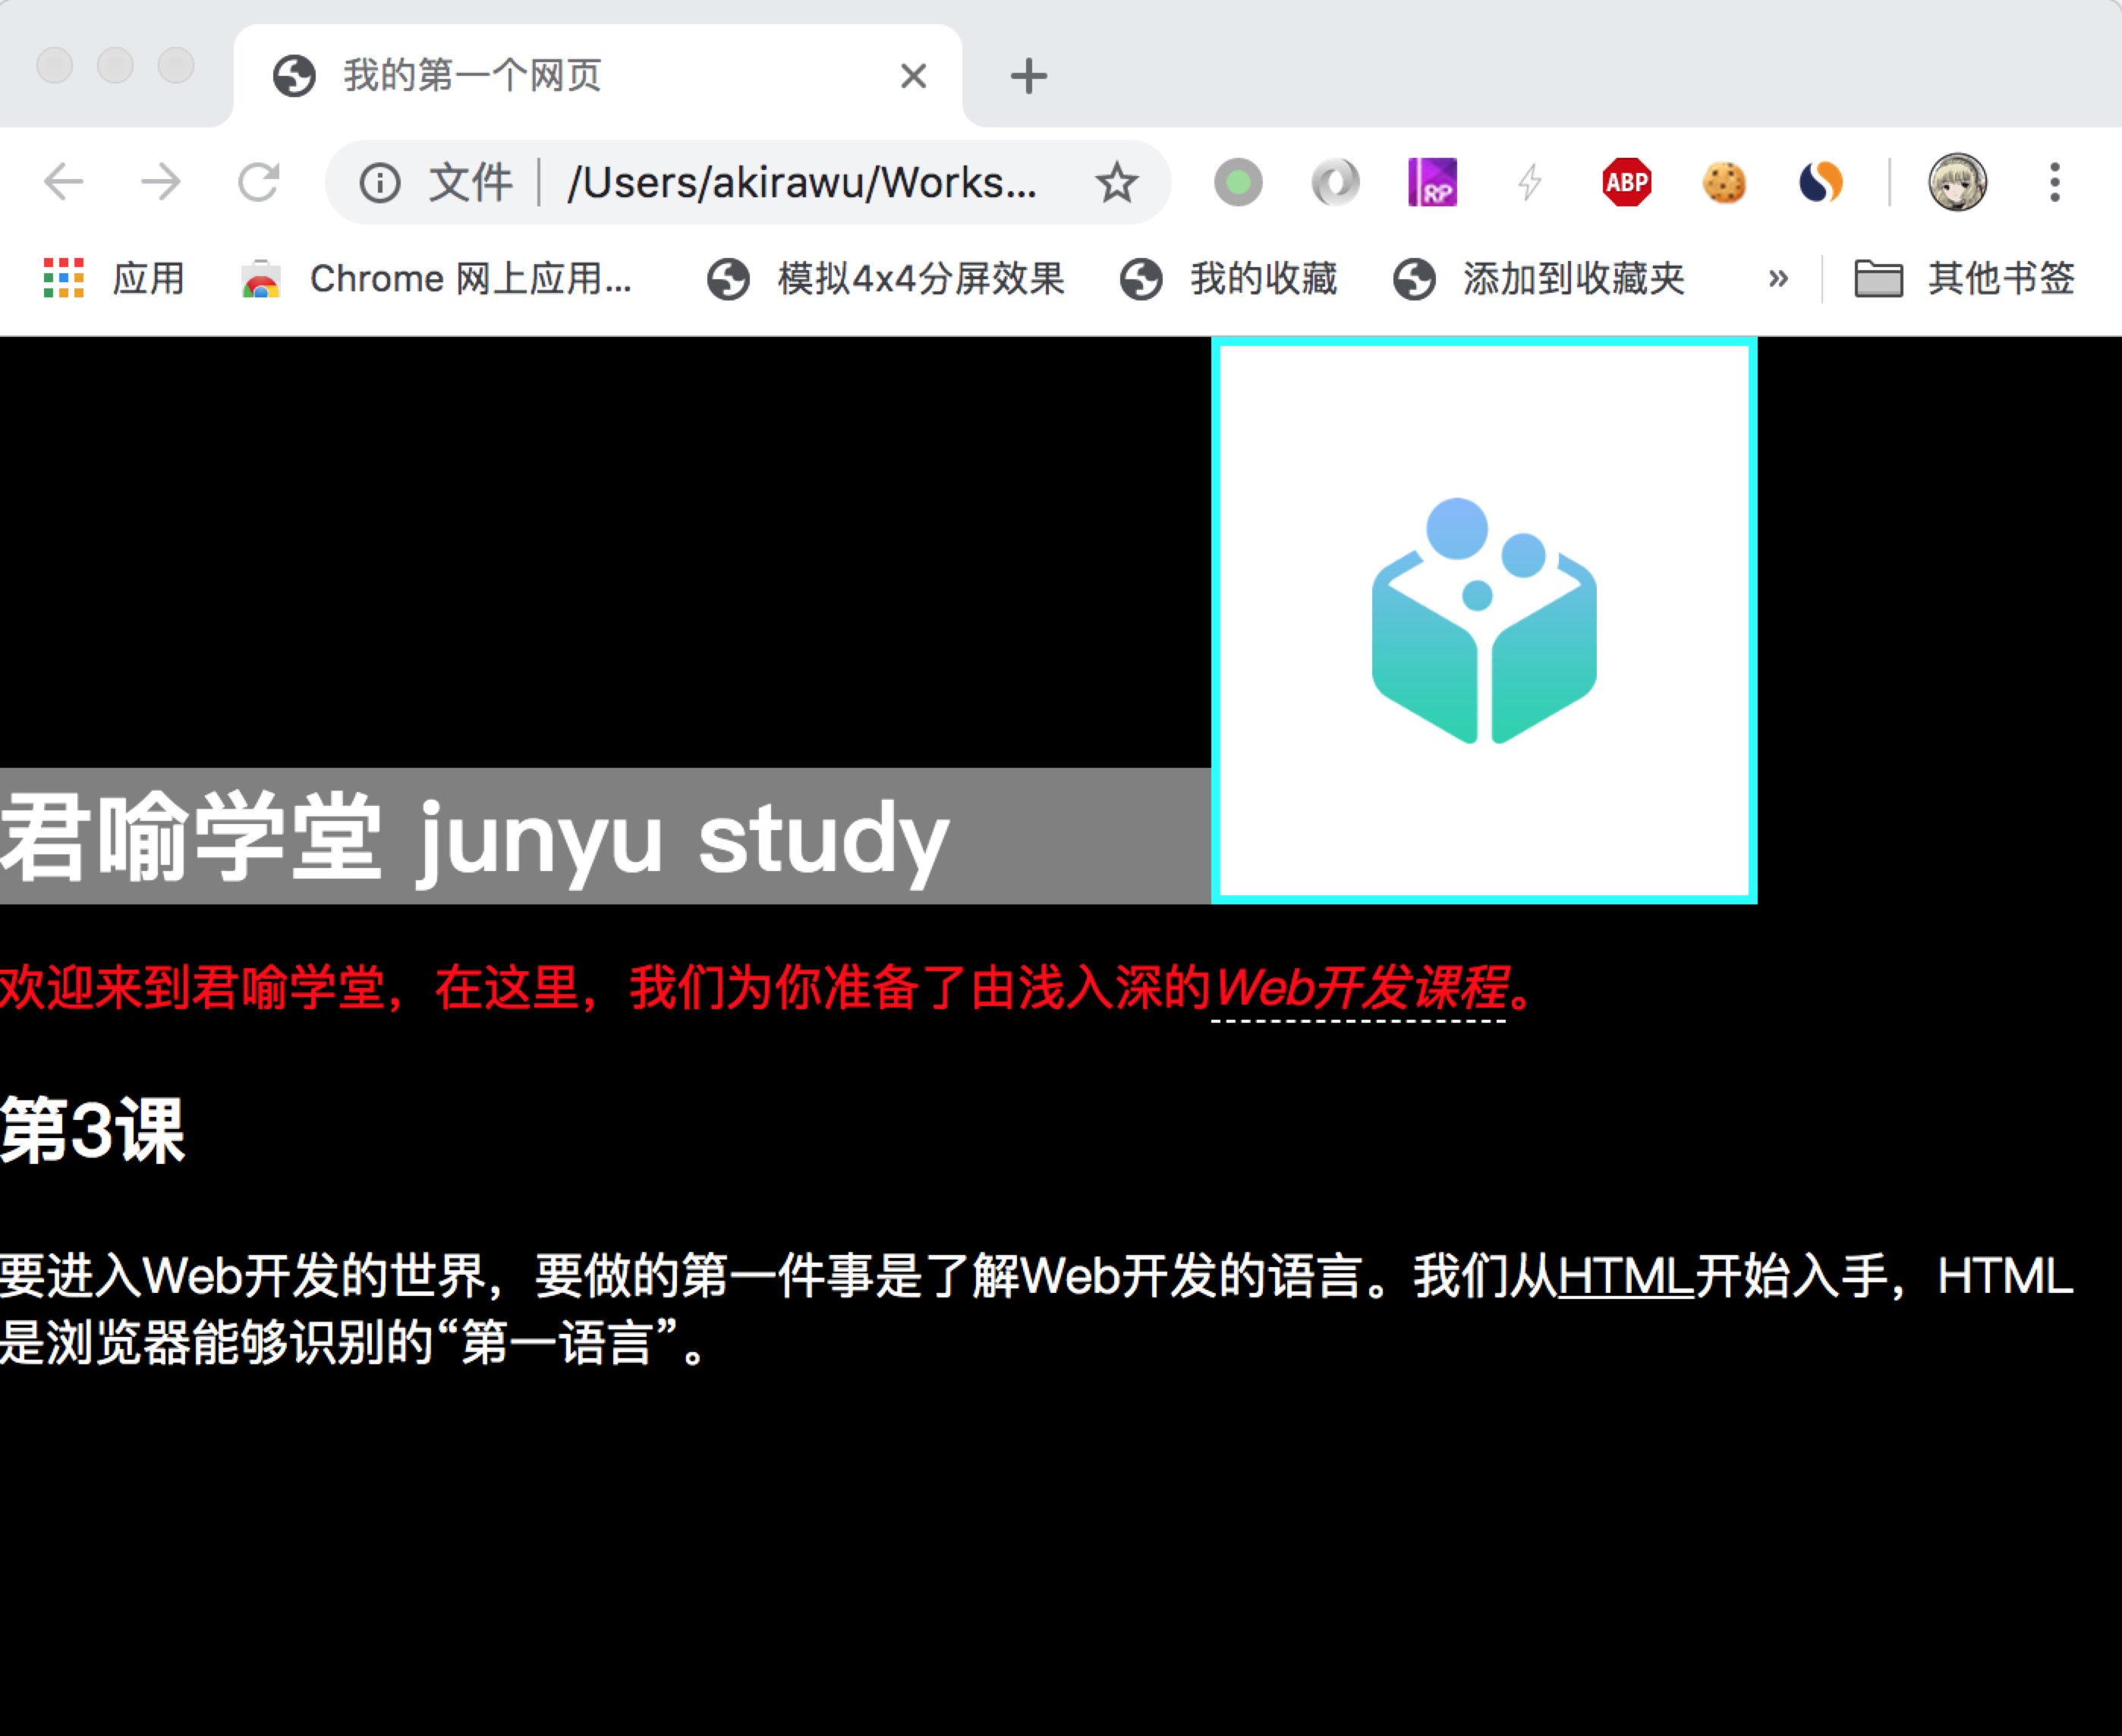 我的第一个网页
文件 /Users/akirawu/Works...
RP
ABP
应用 Chrome 网上应用... 模拟4x4分屏效果 我的收藏 添加到收藏夹 » 其他书签
君喻学堂 junyu study
欢迎来到君喻学堂，在这里，我们为你准备了由浅入深的Web开发课程。
第3课
要进入Web开发的世界，要做的第一件事是了解Web开发的语言。我们从HTML开始入手，HTML
是浏览器能够识别的“第一语言”。